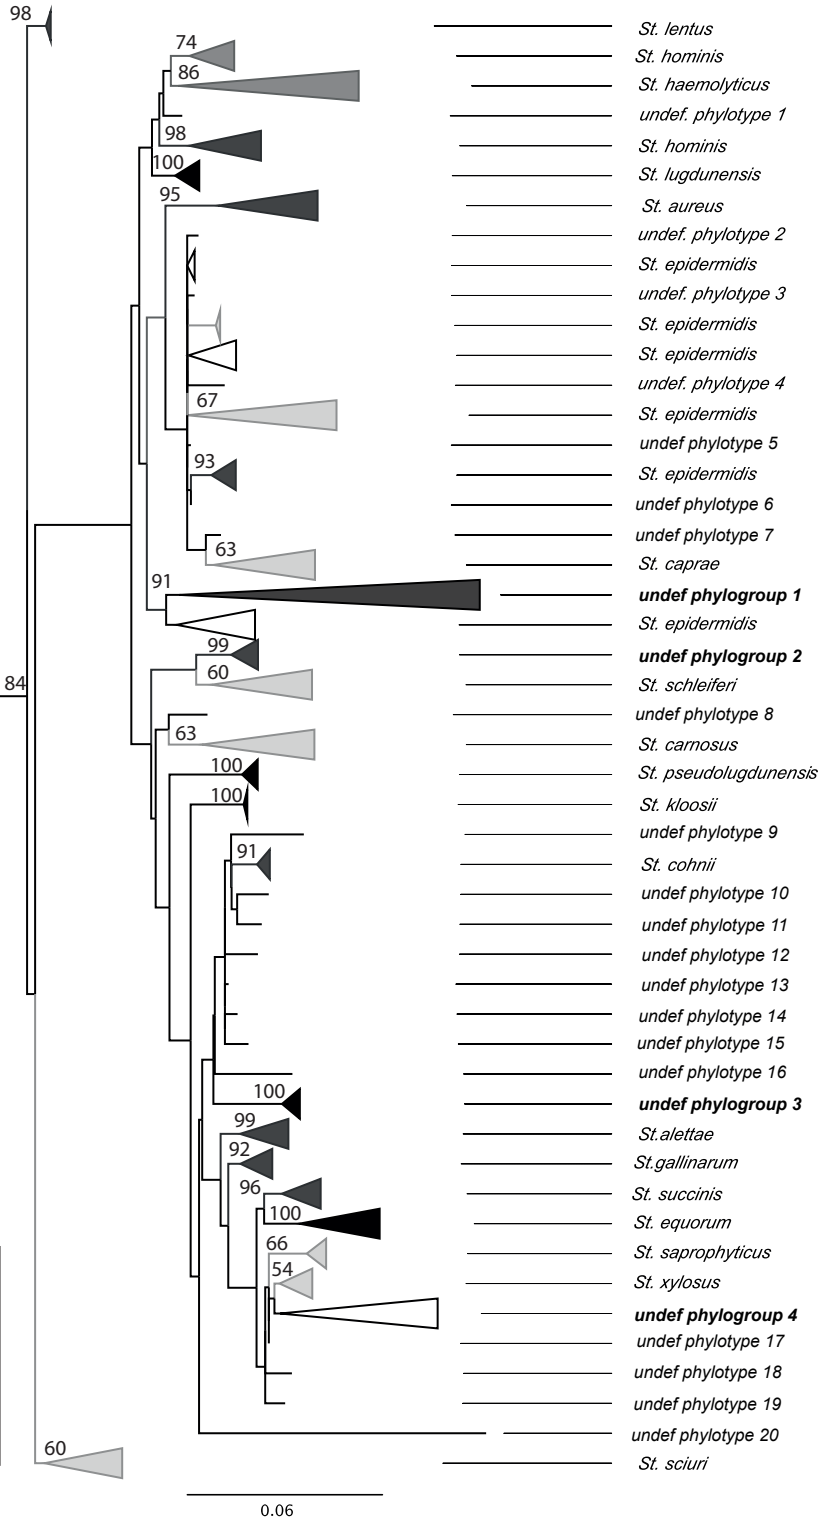 98
St. lentus
74
St. hominis
86
St. haemolyticus
undef. phylotype 1
98
St. hominis
100
St. lugdunensis
95
St. aureus
undef. phylotype 2
St. epidermidis
undef. phylotype 3
St. epidermidis
St. epidermidis
undef. phylotype 4
67
St. epidermidis
undef phylotype 5
93
St. epidermidis
undef phylotype 6
undef phylotype 7
63
St. caprae
91
undef phylogroup 1
St. epidermidis
99
undef phylogroup 2
60
St. schleiferi
84
undef phylotype 8
63
St. carnosus
100
St. pseudolugdunensis
100
St. kloosii
undef phylotype 9
91
St. cohnii
undef phylotype 10
undef phylotype 11
undef phylotype 12
undef phylotype 13
undef phylotype 14
undef phylotype 15
undef phylotype 16
100
undef phylogroup 3
99
St.alettae
92
St.gallinarum
96
St. succinis
100
St. equorum
66
St. saprophyticus
54
St. xylosus
undef phylogroup 4
undef phylotype 17
undef phylotype 18
undef phylotype 19
undef phylotype 20
60
St. sciuri
0.06